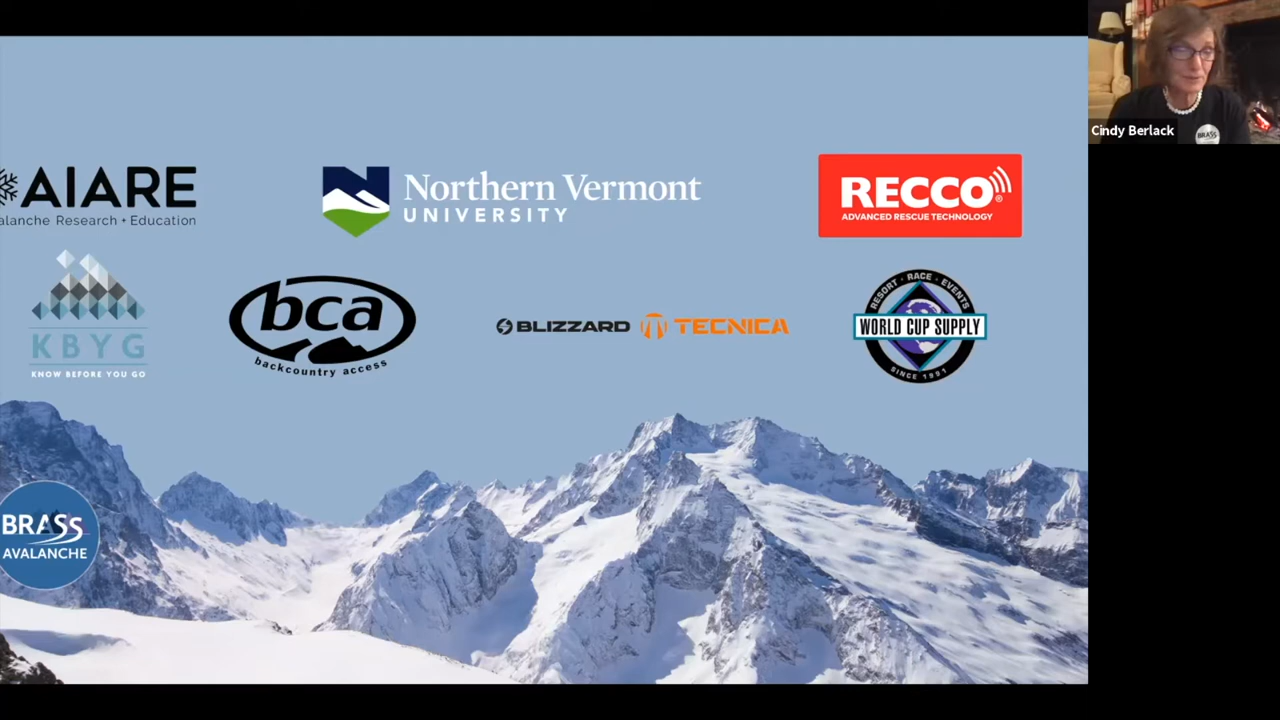 AIARE
alanche Research + Education
Northern Vermont
UNIVERSITY
RECCO®
ADVANCED RESCUE TECHNOLOGY
KBYG
KNOW BEFORE YOU GO
bca
backcountry access
BLIZZARD TECNICA
RESORT · RACE · EVENTS
WORLD CUP SUPPLY
SINCE 1991
BRASS
AVALANCHE
Cindy Berlack
BRASS